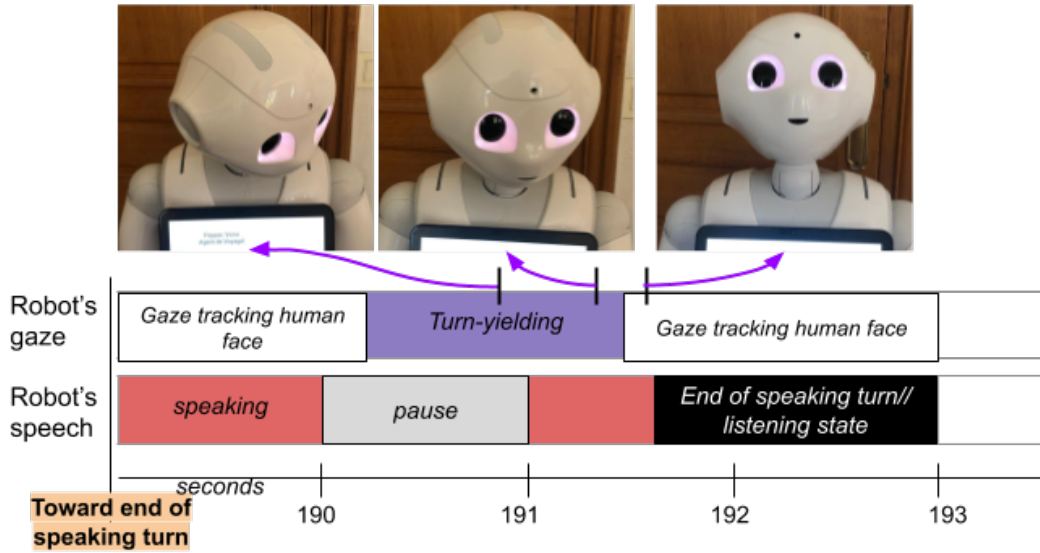 Robot's
gaze
Gaze tracking human
face
Turn-yielding
Gaze tracking human face
Robot's
speech
speaking
pause
End of speaking turn//
listening state
seconds
190
191
192
193
Toward end of
speaking turn